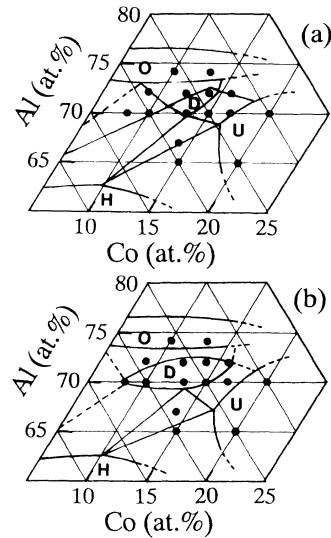 80
(a)
75
O
D
Al (at.%)
70
U
65
H
10
15
20
25
Co (at.%)
80
(b)
75
O
D
Al (at.%)
70
U
65
H
10
15
20
25
Co (at.%)